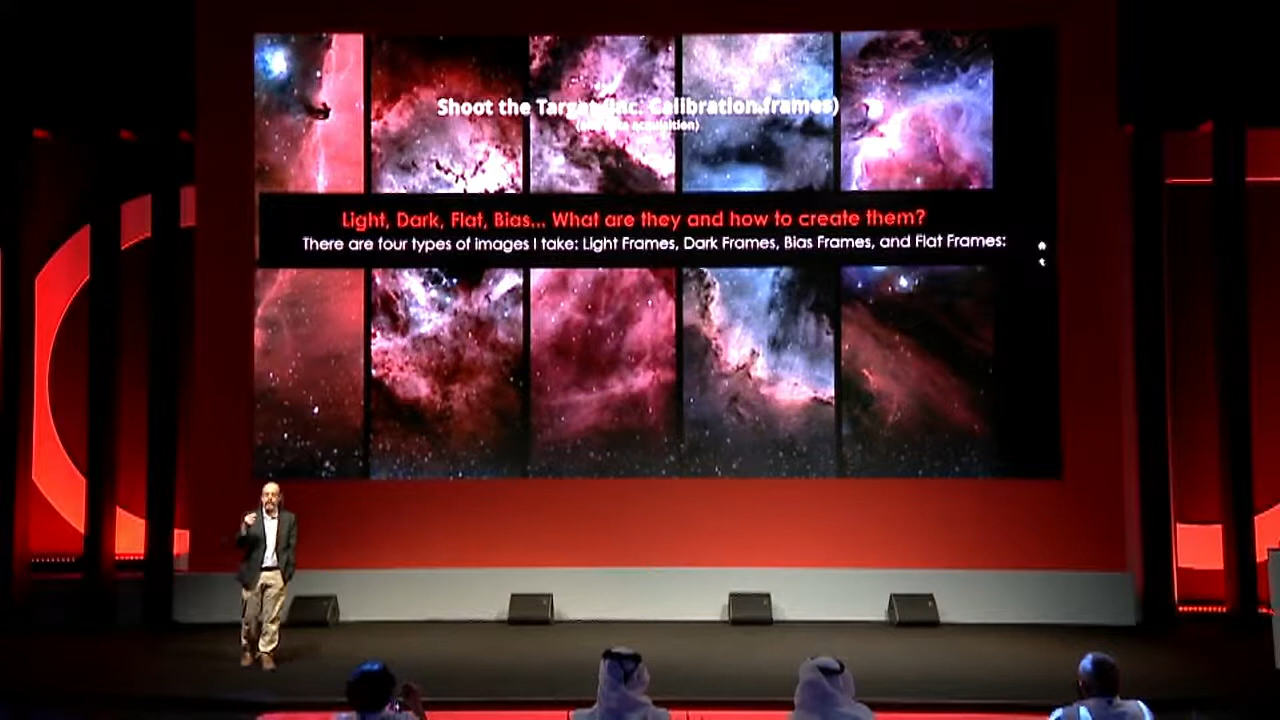 Shoot the Target (inc. Calibration frames)
Light, Dark, Flat, Bias... What are they and how to create them?
There are four types of images I take: Light Frames, Dark Frames, Bias Frames, and Flat Frames: